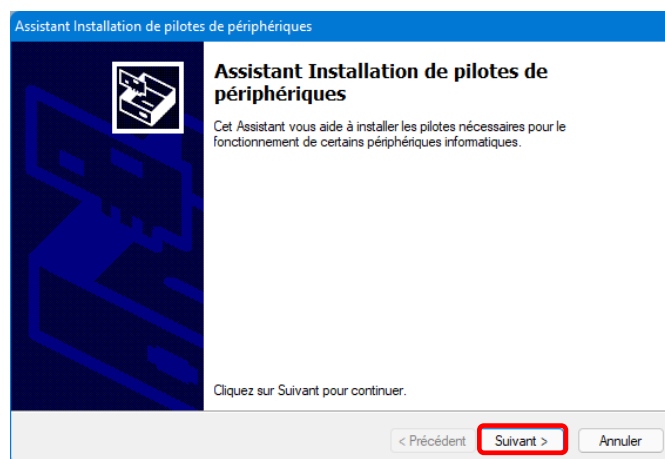 Assistant Installation de pilotes de périphériques
Assistant Installation de pilotes de
périphériques
Cet Assistant vous aide à installer les pilotes nécessaires pour le
fonctionnement de certains périphériques informatiques.
Cliquez sur Suivant pour continuer.
< Précédent Suivant > Annuler